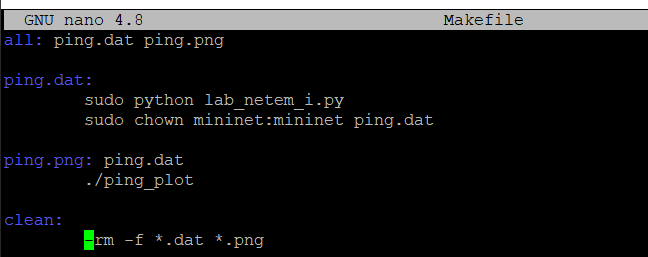 GNU nano 4.8 Makefile
all: ping.dat ping.png
ping.dat:
sudo python lab_netem_i.py
sudo chown mininet:mininet ping.dat
ping.png: ping.dat
./ping_plot
clean:
-rm -f *.dat *.png